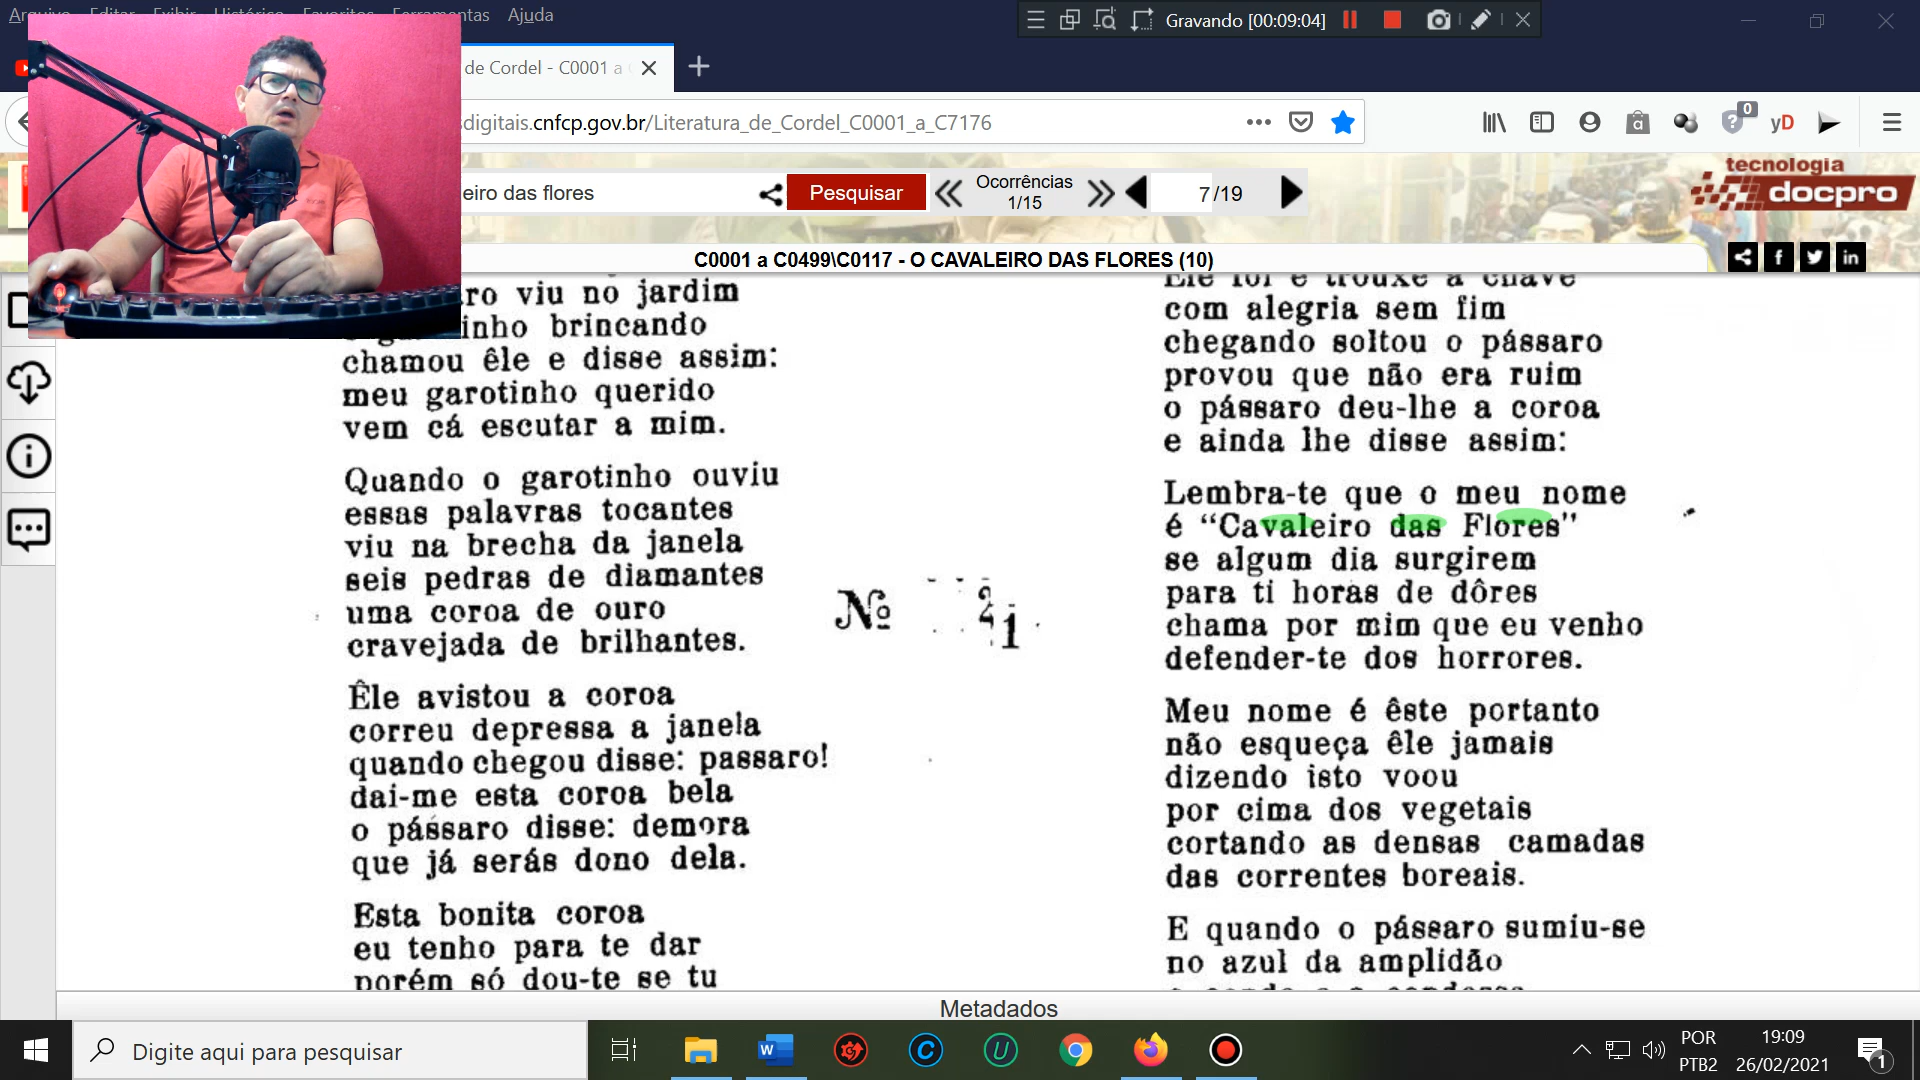 Ajuda
Gravando [00:09:04]
de Cordel - C0001 a
digitais.cnfcp.gov.br/Literatura_de_Cordel_C0001_a_C7176
0
yD
eiro das flores
Pesquisar
Ocorrências
1/15
7 /19
tecnologia
docpro
C0001 a C0499\C0117 - O CAVALEIRO DAS FLORES (10)
ro viu no jardim
inho brincando
chamou êle e disse assim:
meu garotinho querido
vem cá escutar a mim.
Quando o garotinho ouviu
essas palavras tocantes
viu na brecha da janela
seis pedras de diamantes
uma coroa de ouro
cravejada de brilhantes.
Êle avistou a coroa
correu depressa a janela
quando chegou disse: passaro!
dai-me esta coroa bela
o pássaro disse: demora
que já serás dono dela.
Esta bonita coroa
eu tenho para te dar
porém só dou-te se tu
Nº 21
Ele foi e trouxe a chave
com alegria sem fim
chegando soltou o pássaro
provou que não era ruim
o pássaro deu-lhe a coroa
e ainda lhe disse assim:
Lembra-te que o meu nome
é "Cavaleiro das Flores"
se algum dia surgirem
para ti horas de dôres
chama por mim que eu venho
defender-te dos horrores.
Meu nome é êste portanto
não esqueça êle jamais
dizendo isto voou
por cima dos vegetais
cortando as densas camadas
das correntes boreais.
E quando o pássaro sumiu-se
no azul da amplidão
Metadados
Digite aqui para pesquisar
POR
PTB2
19:09
26/02/2021
1